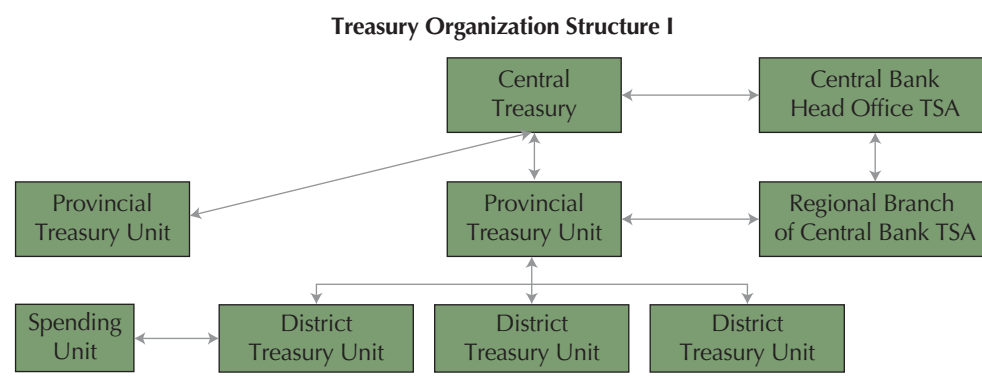 Treasury Organization Structure I
Central
Treasury
Central Bank
Head Office TSA
Provincial
Treasury Unit
Provincial
Treasury Unit
Regional Branch
of Central Bank TSA
Spending
Unit
District
Treasury Unit
District
Treasury Unit
District
Treasury Unit